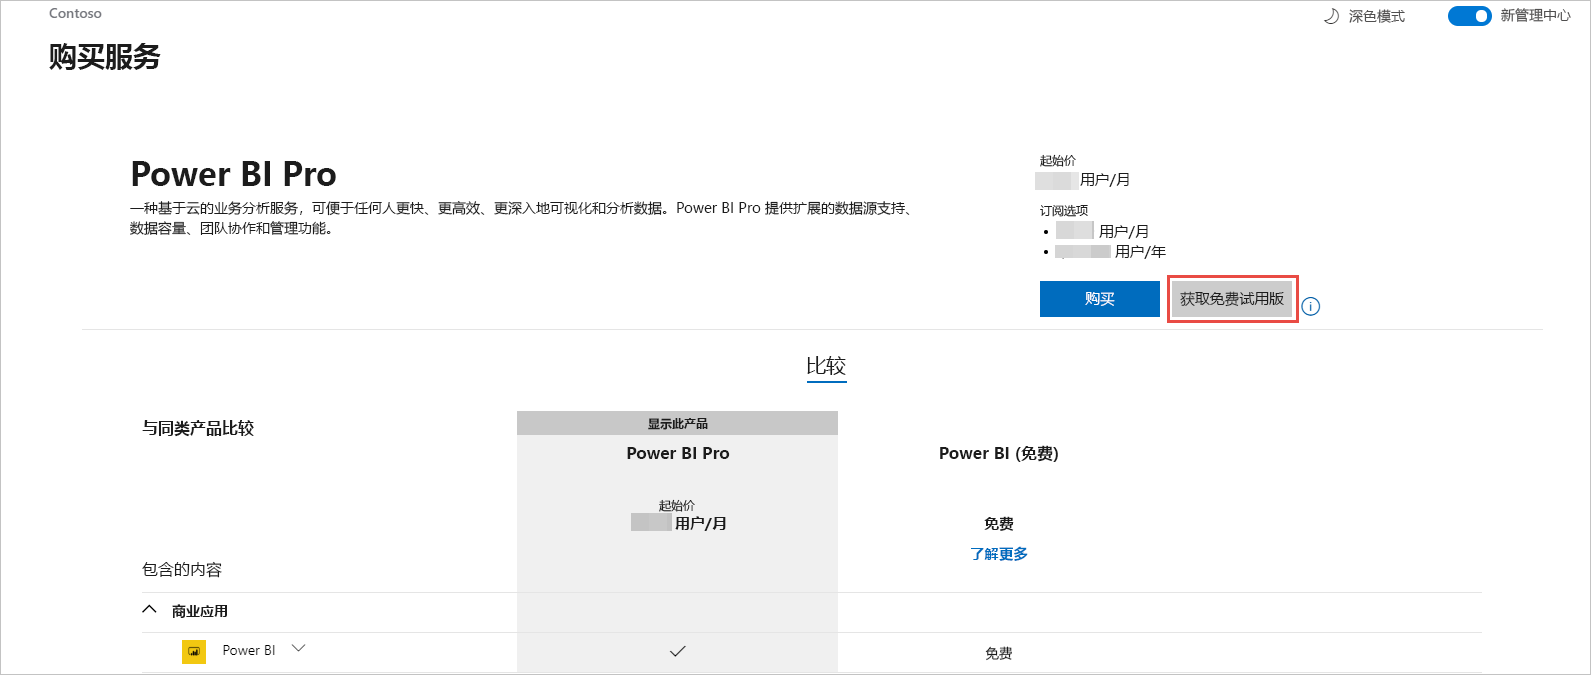 Contoso
深色模式
新管理中心
购买服务
Power BI Pro
一种基于云的业务分析服务，可便于任何人更快、更高效、更深入地可视化和分析数据。Power BI Pro 提供扩展的数据源支持、
数据容量、团队协作和管理功能。
起始价
用户/月
订阅选项
• 用户/月
• 用户/年
购买
获取免费试用版
比较
与同类产品比较
显示此产品
Power BI Pro
Power BI (免费)
起始价
用户/月
免费
了解更多
包含的内容
商业应用
Power BI
免费